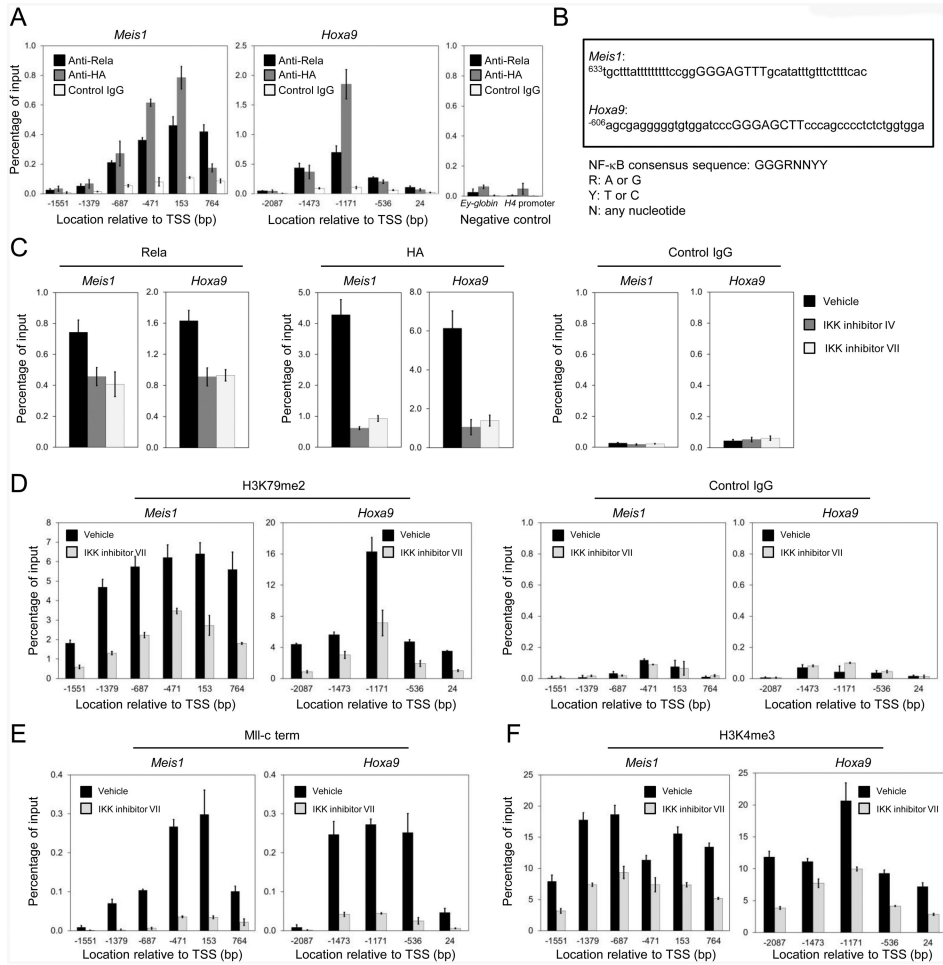 A
Meis1
Hoxa9
Percentage of input
1.0
0.8
0.6
0.4
0.2
0.0
Anti-Rela
Anti-HA
Control IgG
-1551 -1379 -687 -471 153 764
Location relative to TSS (bp)
2.5
2.0
1.5
1.0
0.5
0.0
Anti-Rela
Anti-HA
Control IgG
-2087 -1473 -1171 -536 24
Location relative to TSS (bp)
1.0
0.8
0.6
0.4
0.2
0.0
Anti-Rela
Anti-HA
Control IgG
Ey-globin H4 promoter
Negative control
B
Meis1:
633tgctttatttttttttccggGGGAGTTTgcatatttgtttcttttcac
Hoxa9:
-606agcgagggggtgtggatcccGGGAGCTTcccagcccctctctggtgga
NF-κB consensus sequence: GGGRNNYY
R: A or G
Y: T or C
N: any nucleotide
C
Rela
Meis1
Hoxa9
Percentage of input
1.0
0.8
0.6
0.4
0.2
0.0
2.0
1.6
1.2
0.8
0.4
0.0
HA
Meis1
Hoxa9
Percentage of input
5.0
4.0
3.0
2.0
1.0
0.0
8.0
6.0
4.0
2.0
0.0
Control IgG
Meis1
Hoxa9
Percentage of input
1.0
0.8
0.6
0.4
0.2
0.0
1.0
0.8
0.6
0.4
0.2
0.0
Vehicle
IKK inhibitor IV
IKK inhibitor VII
D
H3K79me2
Meis1
Hoxa9
Percentage of input
8
7
6
5
4
3
2
1
0
Vehicle
IKK inhibitor VII
-1551 -1379 -687 -471 153 764
Location relative to TSS (bp)
20
16
12
8
4
0
Vehicle
IKK inhibitor VII
-2087 -1473 -1171 -536 24
Location relative to TSS (bp)
Control IgG
Meis1
Hoxa9
Percentage of input
1.0
0.8
0.6
0.4
0.2
0.0
Vehicle
IKK inhibitor VII
-1551 -1379 -687 -471 153 764
Location relative to TSS (bp)
1.0
0.8
0.6
0.4
0.2
0.0
Vehicle
IKK inhibitor VII
-2087 -1473 -1171 -536 24
Location relative to TSS (bp)
E
Mll-c term
Meis1
Hoxa9
Percentage of input
0.4
0.3
0.2
0.1
0.0
Vehicle
IKK inhibitor VII
-1551 -1379 -687 -471 153 764
Location relative to TSS (bp)
0.4
0.3
0.2
0.1
0.0
Vehicle
IKK inhibitor VII
-2087 -1473 -1171 -536 24
Location relative to TSS (bp)
F
H3K4me3
Meis1
Hoxa9
Percentage of input
25
20
15
10
5
0
Vehicle
IKK inhibitor VII
-1551 -1379 -687 -471 153 764
Location relative to TSS (bp)
25
20
15
10
5
0
Vehicle
IKK inhibitor VII
-2087 -1473 -1171 -536 24
Location relative to TSS (bp)